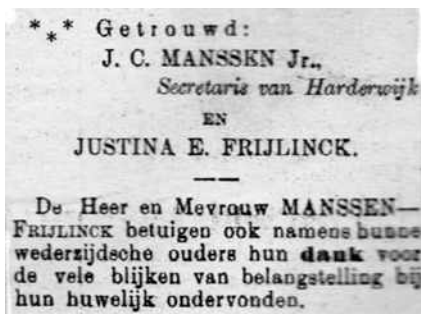 *** Getrouwd:
J. C. MANSSEN Jr.,
Secretaris van Harderwijk
EN
JUSTINA E. FRIJLINCK.
De Heer en Mevrouw MANSSEN—
FRIJLINCK betuigen ook namens hunne
wederzijdsche ouders hun dank voor
de vele blijken van belangstelling bij
hun huwelijk ondervonden.